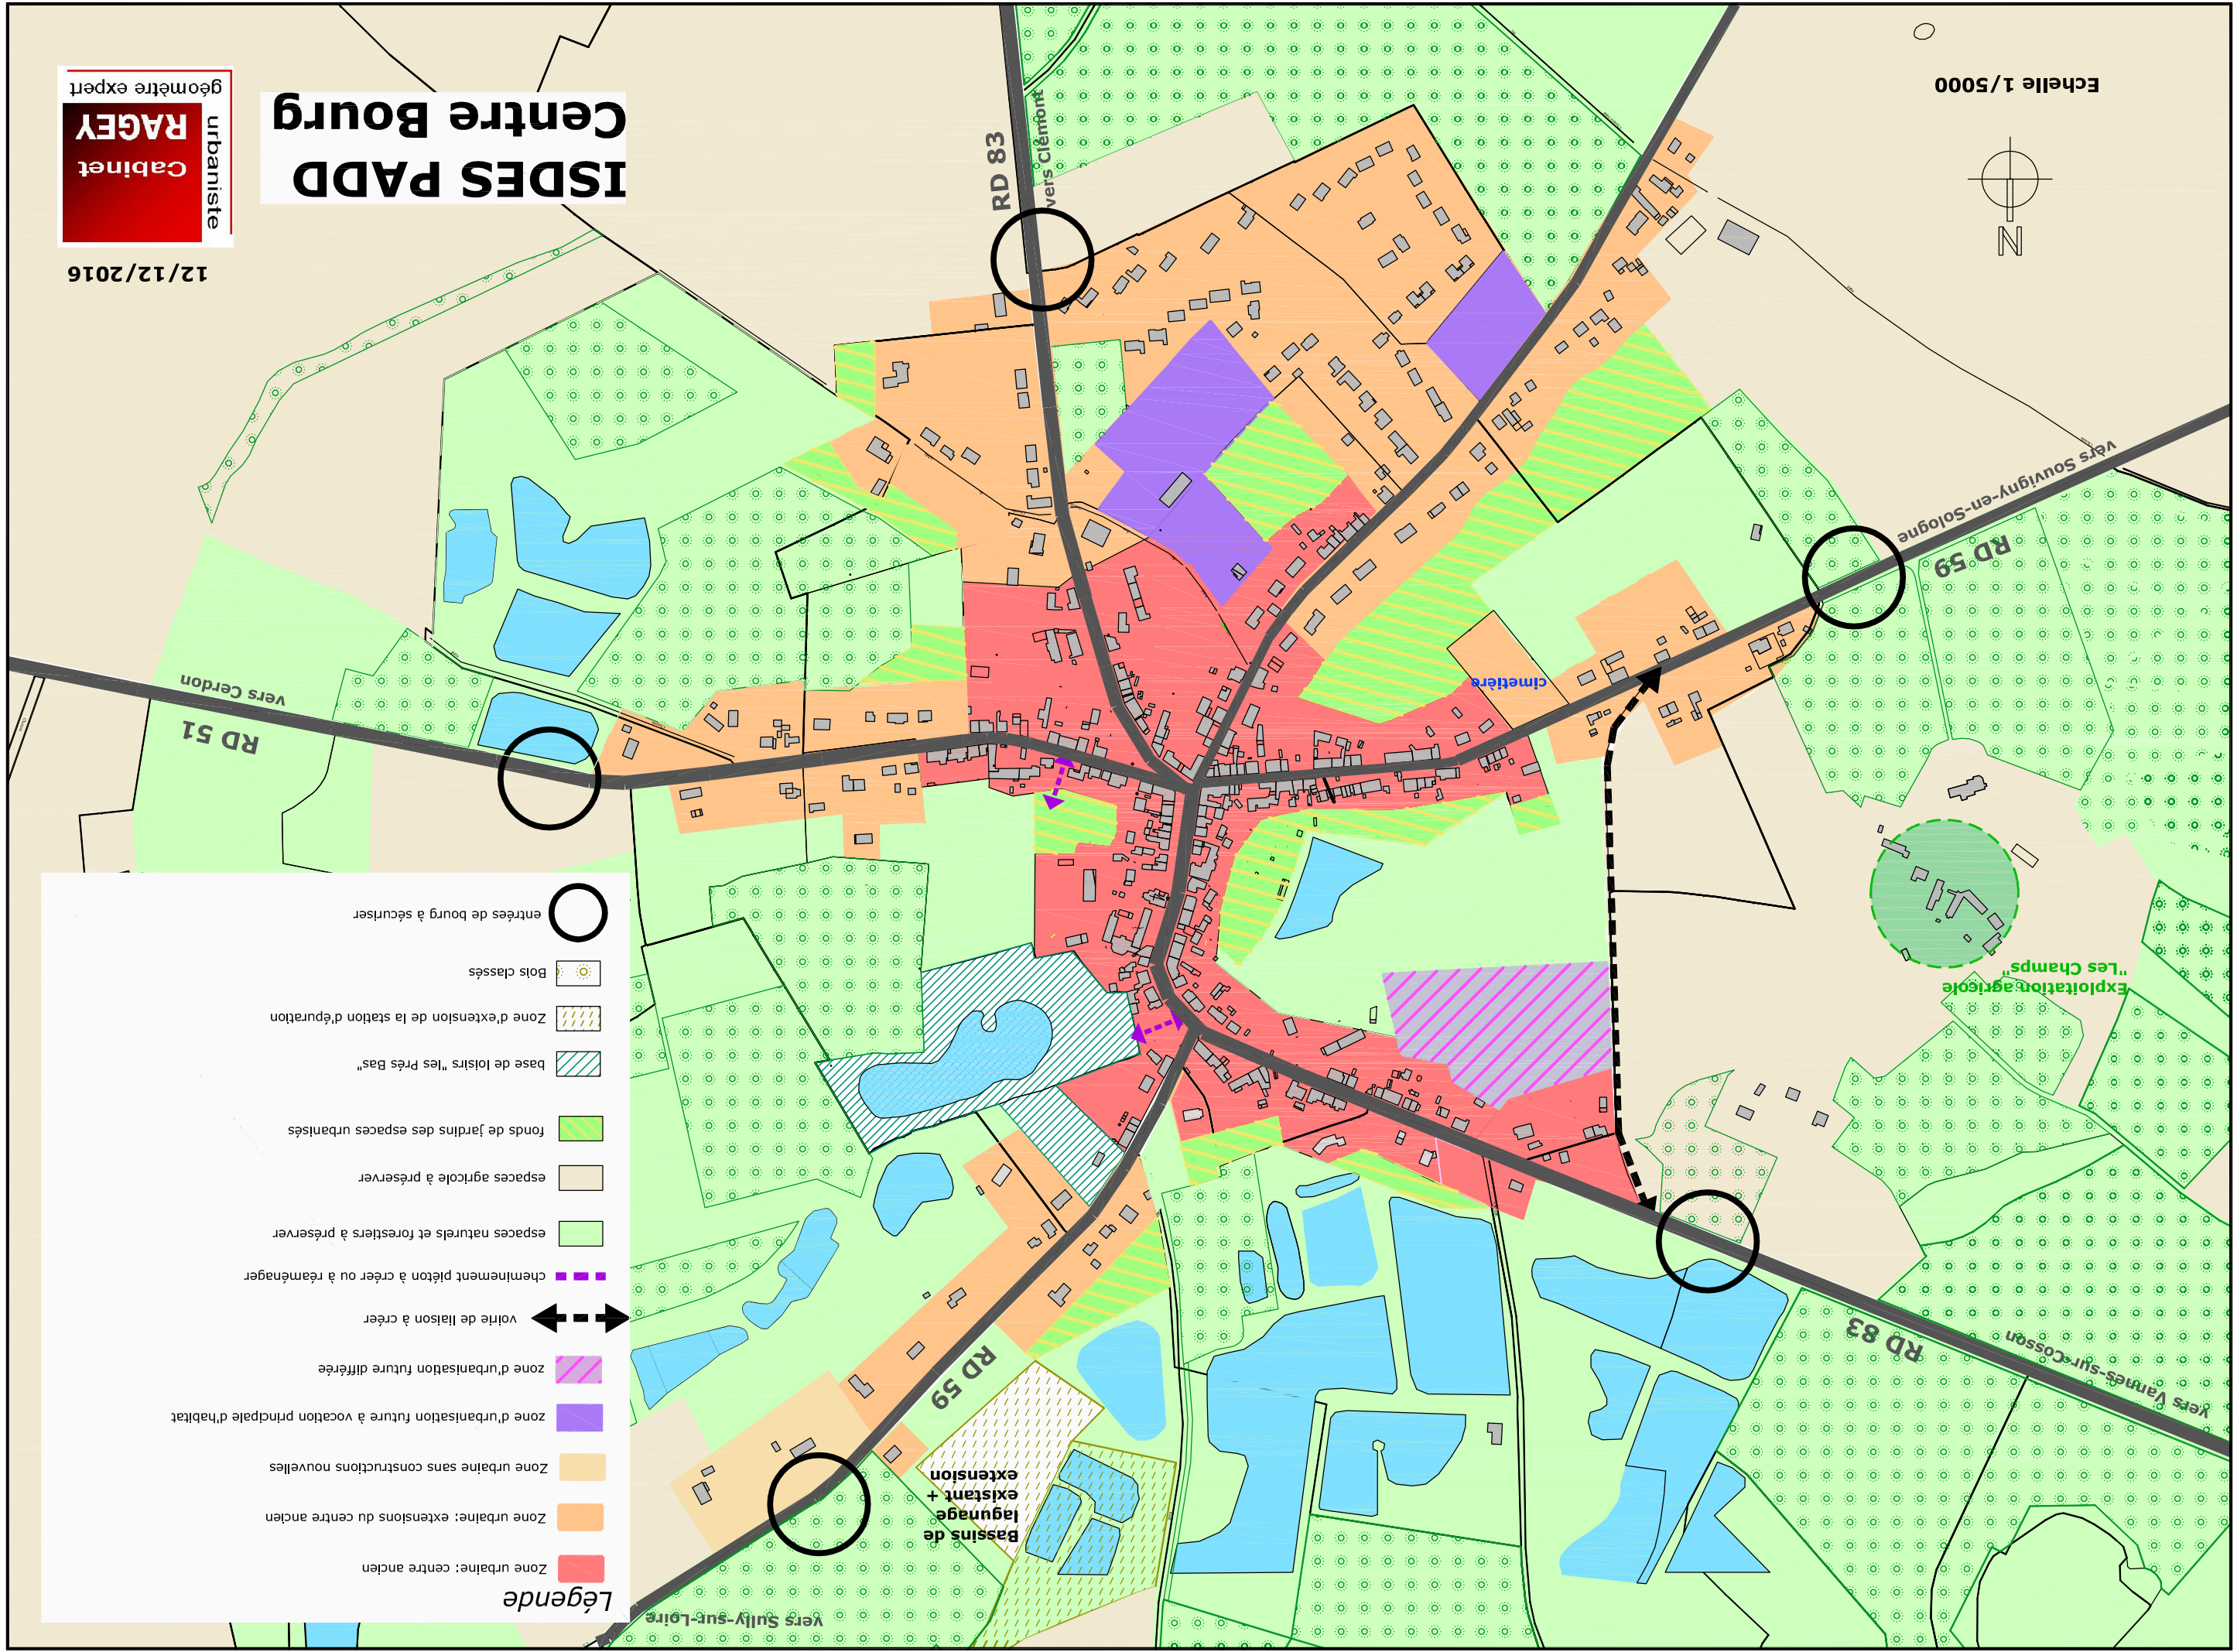 vers Sully-sur-Loire
Légende
Zone urbaine: centre ancien
Zone urbaine: extensions du centre ancien
Zone urbaine sans constructions nouvelles
zone d'urbanisation future à vocation principale d'habitat
zone d'urbanisation future différée
voirie de liaison à créer
cheminement piéton à créer ou à réaménager
espaces naturels et forestiers à préserver
espaces agricole à préserver
fonds de jardins des espaces urbanisés
base de loisirs "les Prés Bas"
Zone d'extension de la station d'épuration
Bois classés
entrées de bourg à sécuriser
Bassins de
lagunage
existant +
extension
RD 59
vers Vannes-sur-Cosson
RD 83
Exploitation agricole
"Les Champs"
RD 51
vers Cerdon
cimetière
RD 59
vers Souvigny-en-Sologne
12/12/2016
urbaniste
Cabinet
RAGEY
géomètre expert
ISDES PADD
Centre Bourg
RD 83
vers Clémont
N
Echelle 1/5000